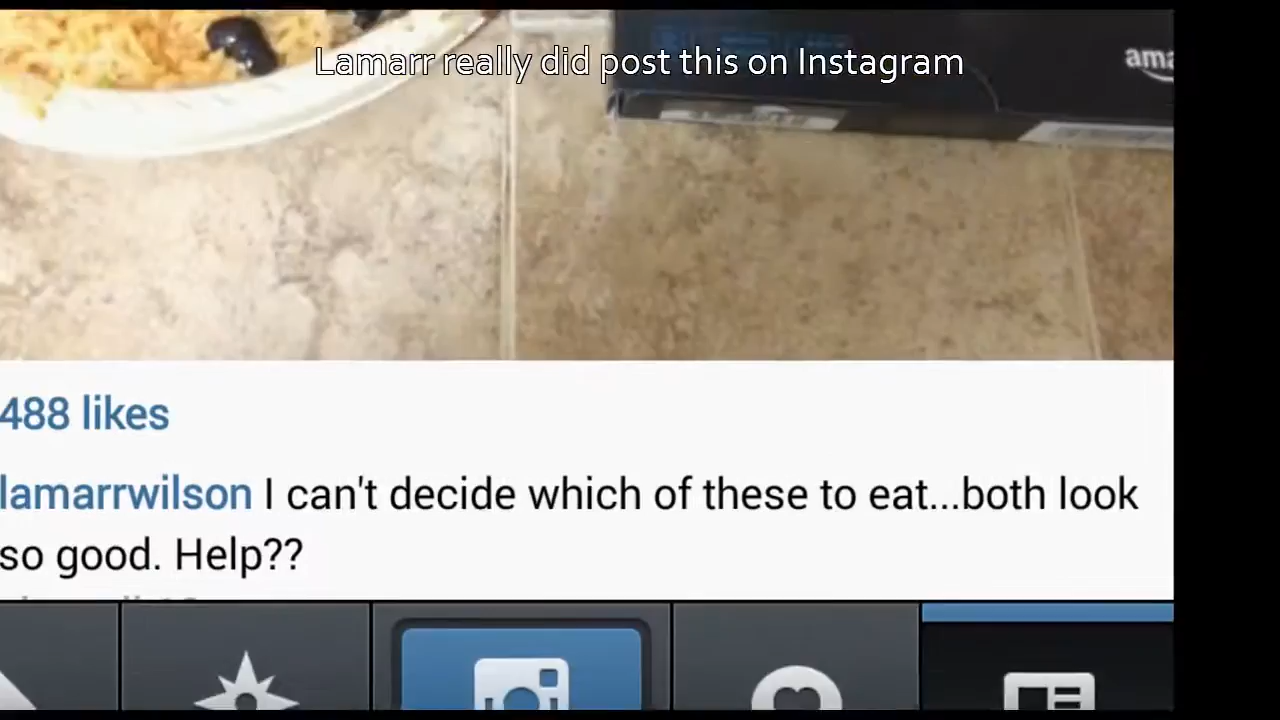 Lamarr really did post this on Instagram
ama
488 likes
lamarrwilson I can't decide which of these to eat...both look
so good. Help??